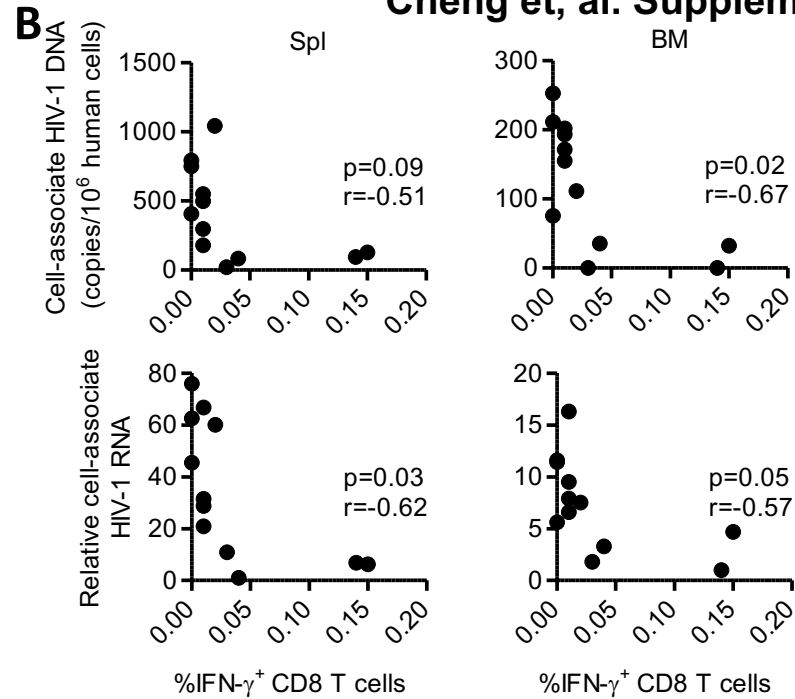 Cheng et, al. Supplem
B
Spl
BM
Cell-associate HIV-1 DNA
(copies/10⁶ human cells)
1500
1000
500
0
p=0.09
r=-0.51
0.00 0.05 0.10 0.15 0.20
300
200
100
0
p=0.02
r=-0.67
0.00 0.05 0.10 0.15 0.20
Relative cell-associate
HIV-1 RNA
80
60
40
20
0
p=0.03
r=-0.62
0.00 0.05 0.10 0.15 0.20
%IFN-γ⁺ CD8 T cells
20
15
10
5
0
p=0.05
r=-0.57
0.00 0.05 0.10 0.15 0.20
%IFN-γ⁺ CD8 T cells